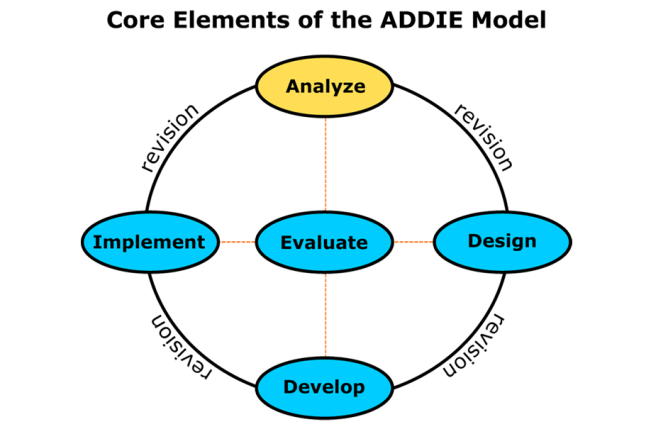 Core Elements of the ADDIE Model
Analyze
revision
revision
Implement
Evaluate
Design
revision
revision
Develop